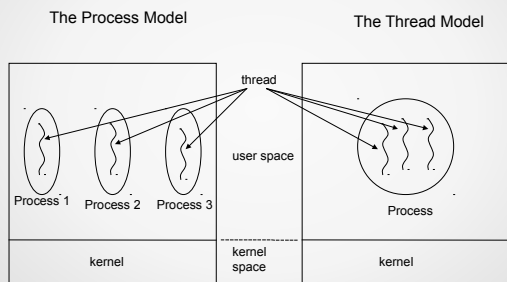 The Process Model
The Thread Model
thread
user space
Process 1
Process 2
Process 3
Process
kernel
kernel
space
kernel